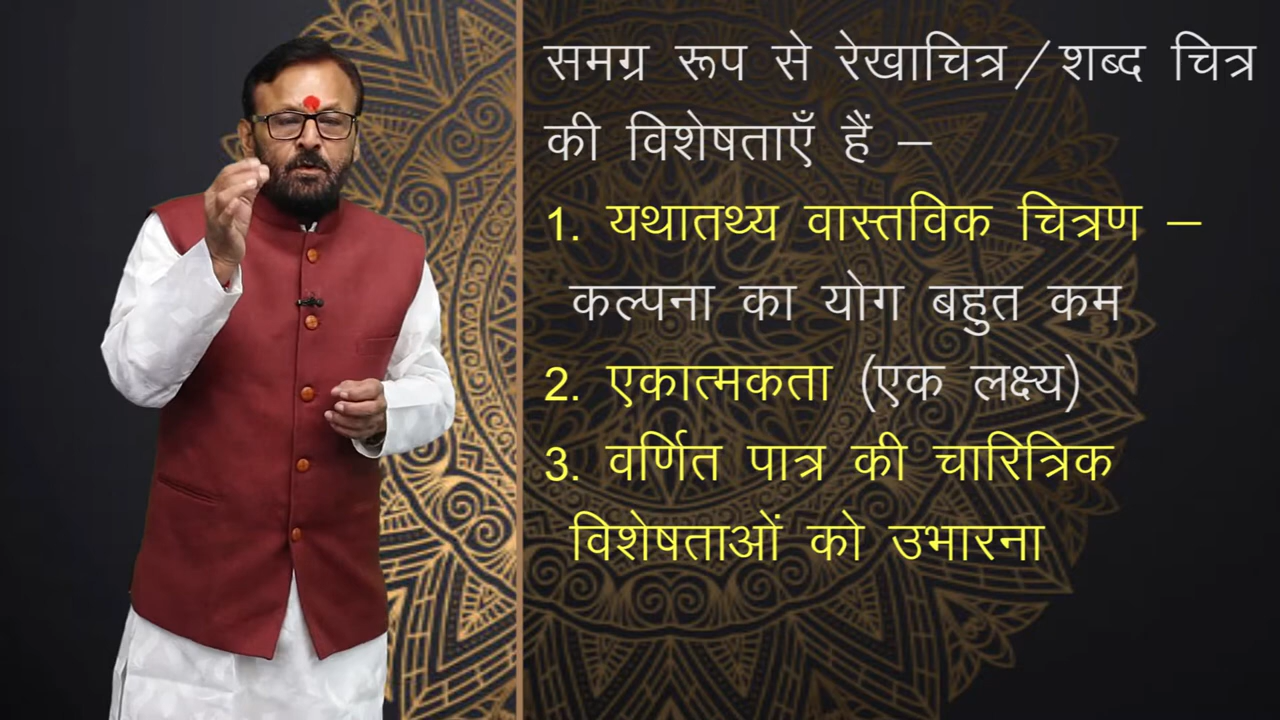 समग्र रूप से रेखाचित्र/शब्द चित्र
की विशेषताएँ हैं –
1. यथातथ्य वास्तविक चित्रण –
कल्पना का योग बहुत कम
2. एकात्मकता (एक लक्ष्य)
3. वर्णित पात्र की चारित्रिक
विशेषताओं को उभारना